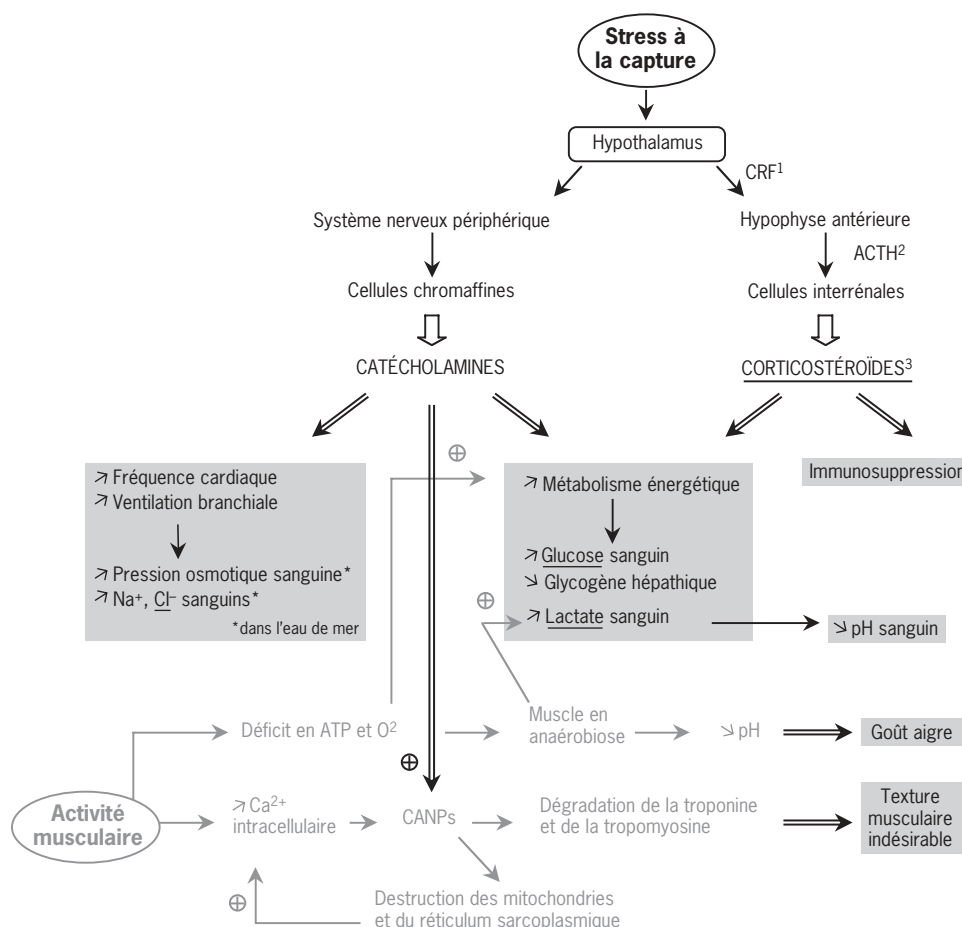 Stress à
la capture
Hypothalamus
CRF¹
Système nerveux périphérique
Hypophyse antérieure
ACTH²
Cellules chromaffines
Cellules interrénales
CATÉCHOLAMINES
CORTICOSTÉROÏDES³
⊕
↗ Fréquence cardiaque
↗ Ventilation branchiale
↗ Pression osmotique sanguine*
↗ Na⁺, Cl⁻ sanguins*
*dans l'eau de mer
↗ Métabolisme énergétique
↗ Glucose sanguin
↘ Glycogène hépathique
⊕
↗ Lactate sanguin
Immunosuppression
↘ pH sanguin
Déficit en ATP et O²
Muscle en
anaérobiose
↘ pH
Goût aigre
⊕
Activité
musculaire
↗ Ca²⁺
intracellulaire
CANPs
Dégradation de la troponine
et de la tropomyosine
Texture
musculaire
indésirable
⊕
Destruction des mitochondries
et du réticulum sarcoplasmique